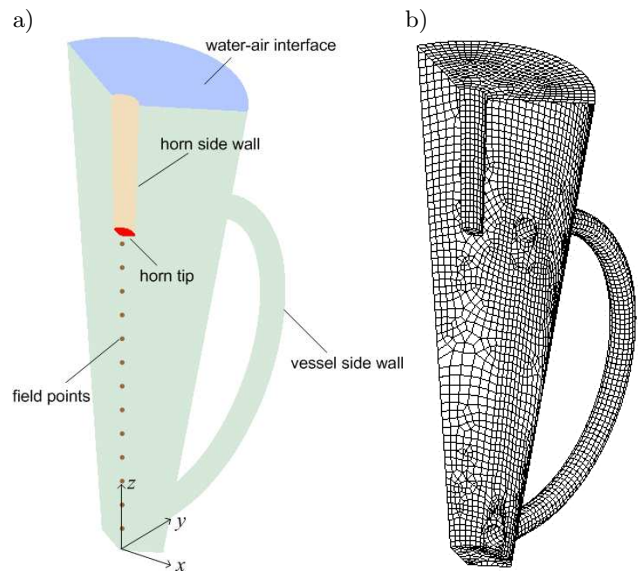 a)
b)
water-air interface
horn side wall
horn tip
vessel side wall
field points
z
y
x